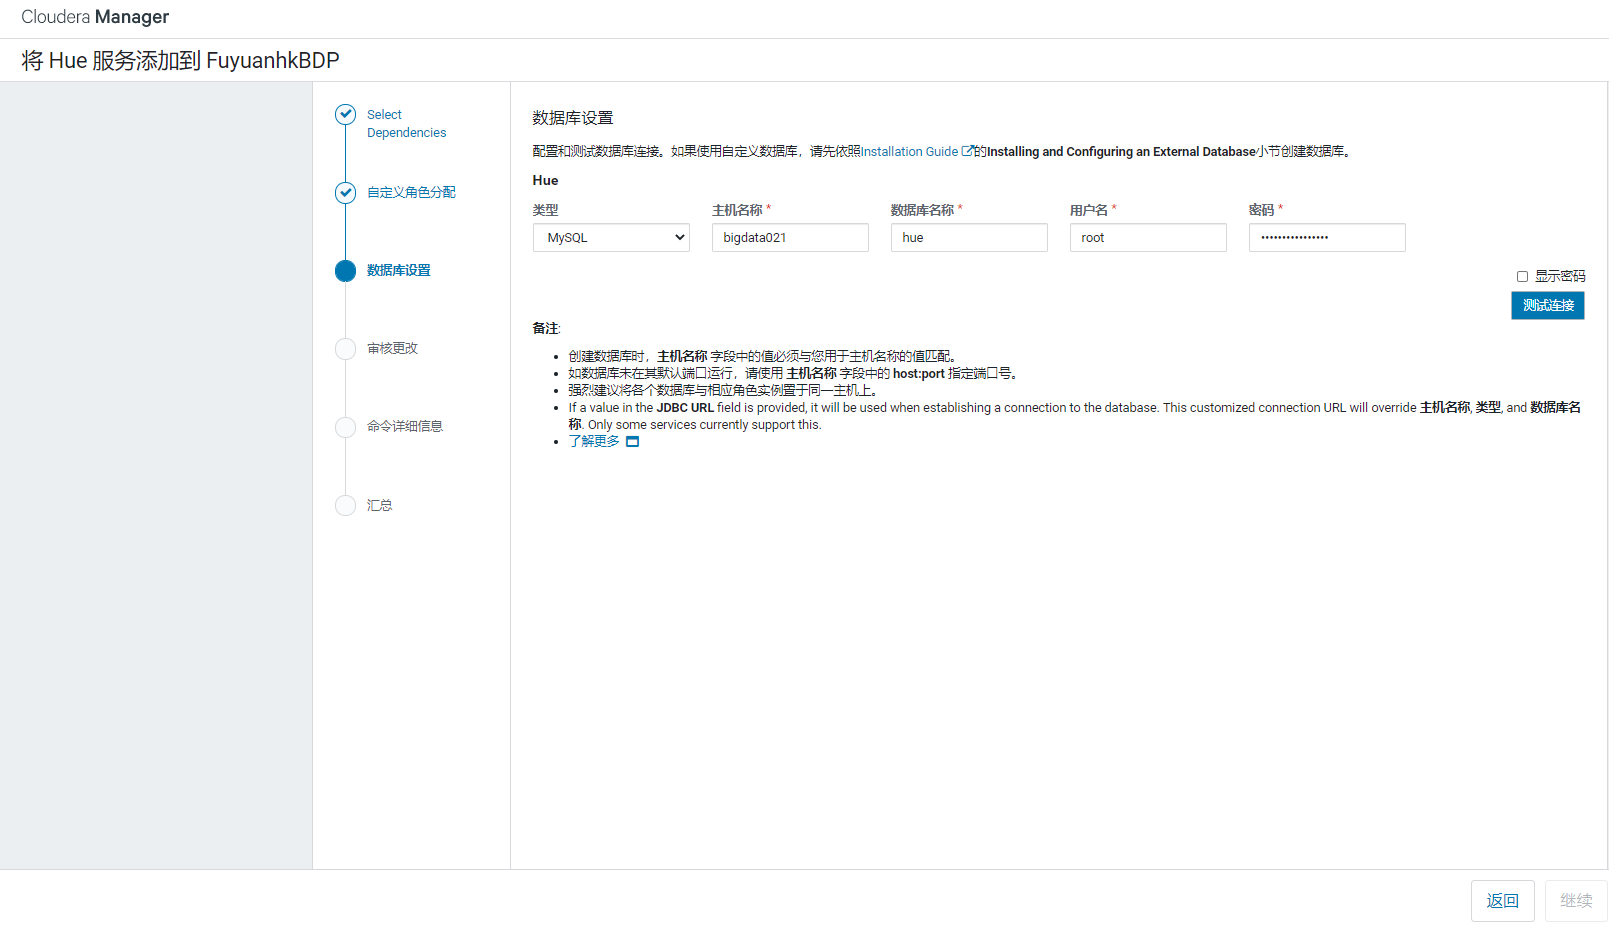 Cloudera Manager
将 Hue 服务添加到 FuyuanhkBDP
Select
Dependencies
自定义角色分配
数据库设置
审核更改
命令详细信息
汇总
数据库设置
配置和测试数据库连接。如果使用自定义数据库，请先依照Installation Guide的Installing and Configuring an External Database小节创建数据库。
Hue
类型 主机名称 * 数据库名称 * 用户名 * 密码 *
MySQL bigdata021 hue root ••••••••••••••••
显示密码
测试连接
备注:
• 创建数据库时，主机名称 字段中的值必须与您用于主机名称的值匹配。
• 如数据库未在其默认端口运行，请使用 主机名称 字段中的 host:port 指定端口号。
• 强烈建议将各个数据库与相应角色实例置于同一主机上。
• If a value in the JDBC URL field is provided, it will be used when establishing a connection to the database. This customized connection URL will override 主机名称, 类型, and 数据库名
称. Only some services currently support this.
• 了解更多
返回 继续